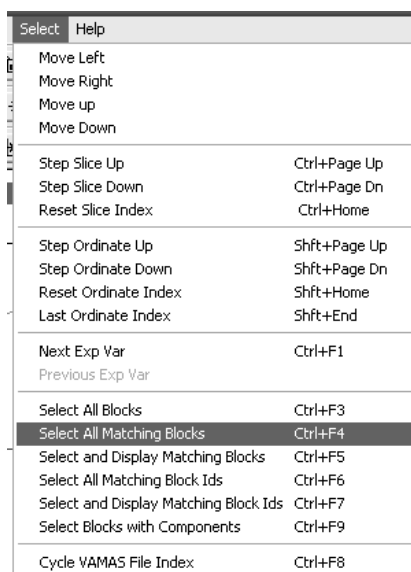 Select Help
Move Left
Move Right
Move up
Move Down
Step Slice Up Ctrl+Page Up
Step Slice Down Ctrl+Page Dn
Reset Slice Index Ctrl+Home
Step Ordinate Up Shft+Page Up
Step Ordinate Down Shft+Page Dn
Reset Ordinate Index Shft+Home
Last Ordinate Index Shft+End
Next Exp Var Ctrl+F1
Previous Exp Var
Select All Blocks Ctrl+F3
Select All Matching Blocks Ctrl+F4
Select and Display Matching Blocks Ctrl+F5
Select All Matching Block Ids Ctrl+F6
Select and Display Matching Block Ids Ctrl+F7
Select Blocks with Components Ctrl+F9
Cycle VAMAS File Index Ctrl+F8